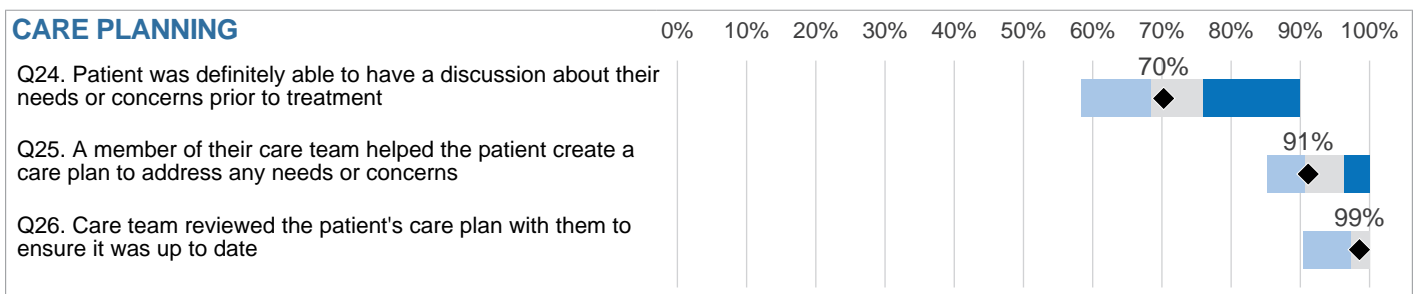 CARE PLANNING
0% 10% 20% 30% 40% 50% 60% 70% 80% 90% 100%
Q24. Patient was definitely able to have a discussion about their
needs or concerns prior to treatment
70%
Q25. A member of their care team helped the patient create a
care plan to address any needs or concerns
91%
Q26. Care team reviewed the patient's care plan with them to
ensure it was up to date
99%